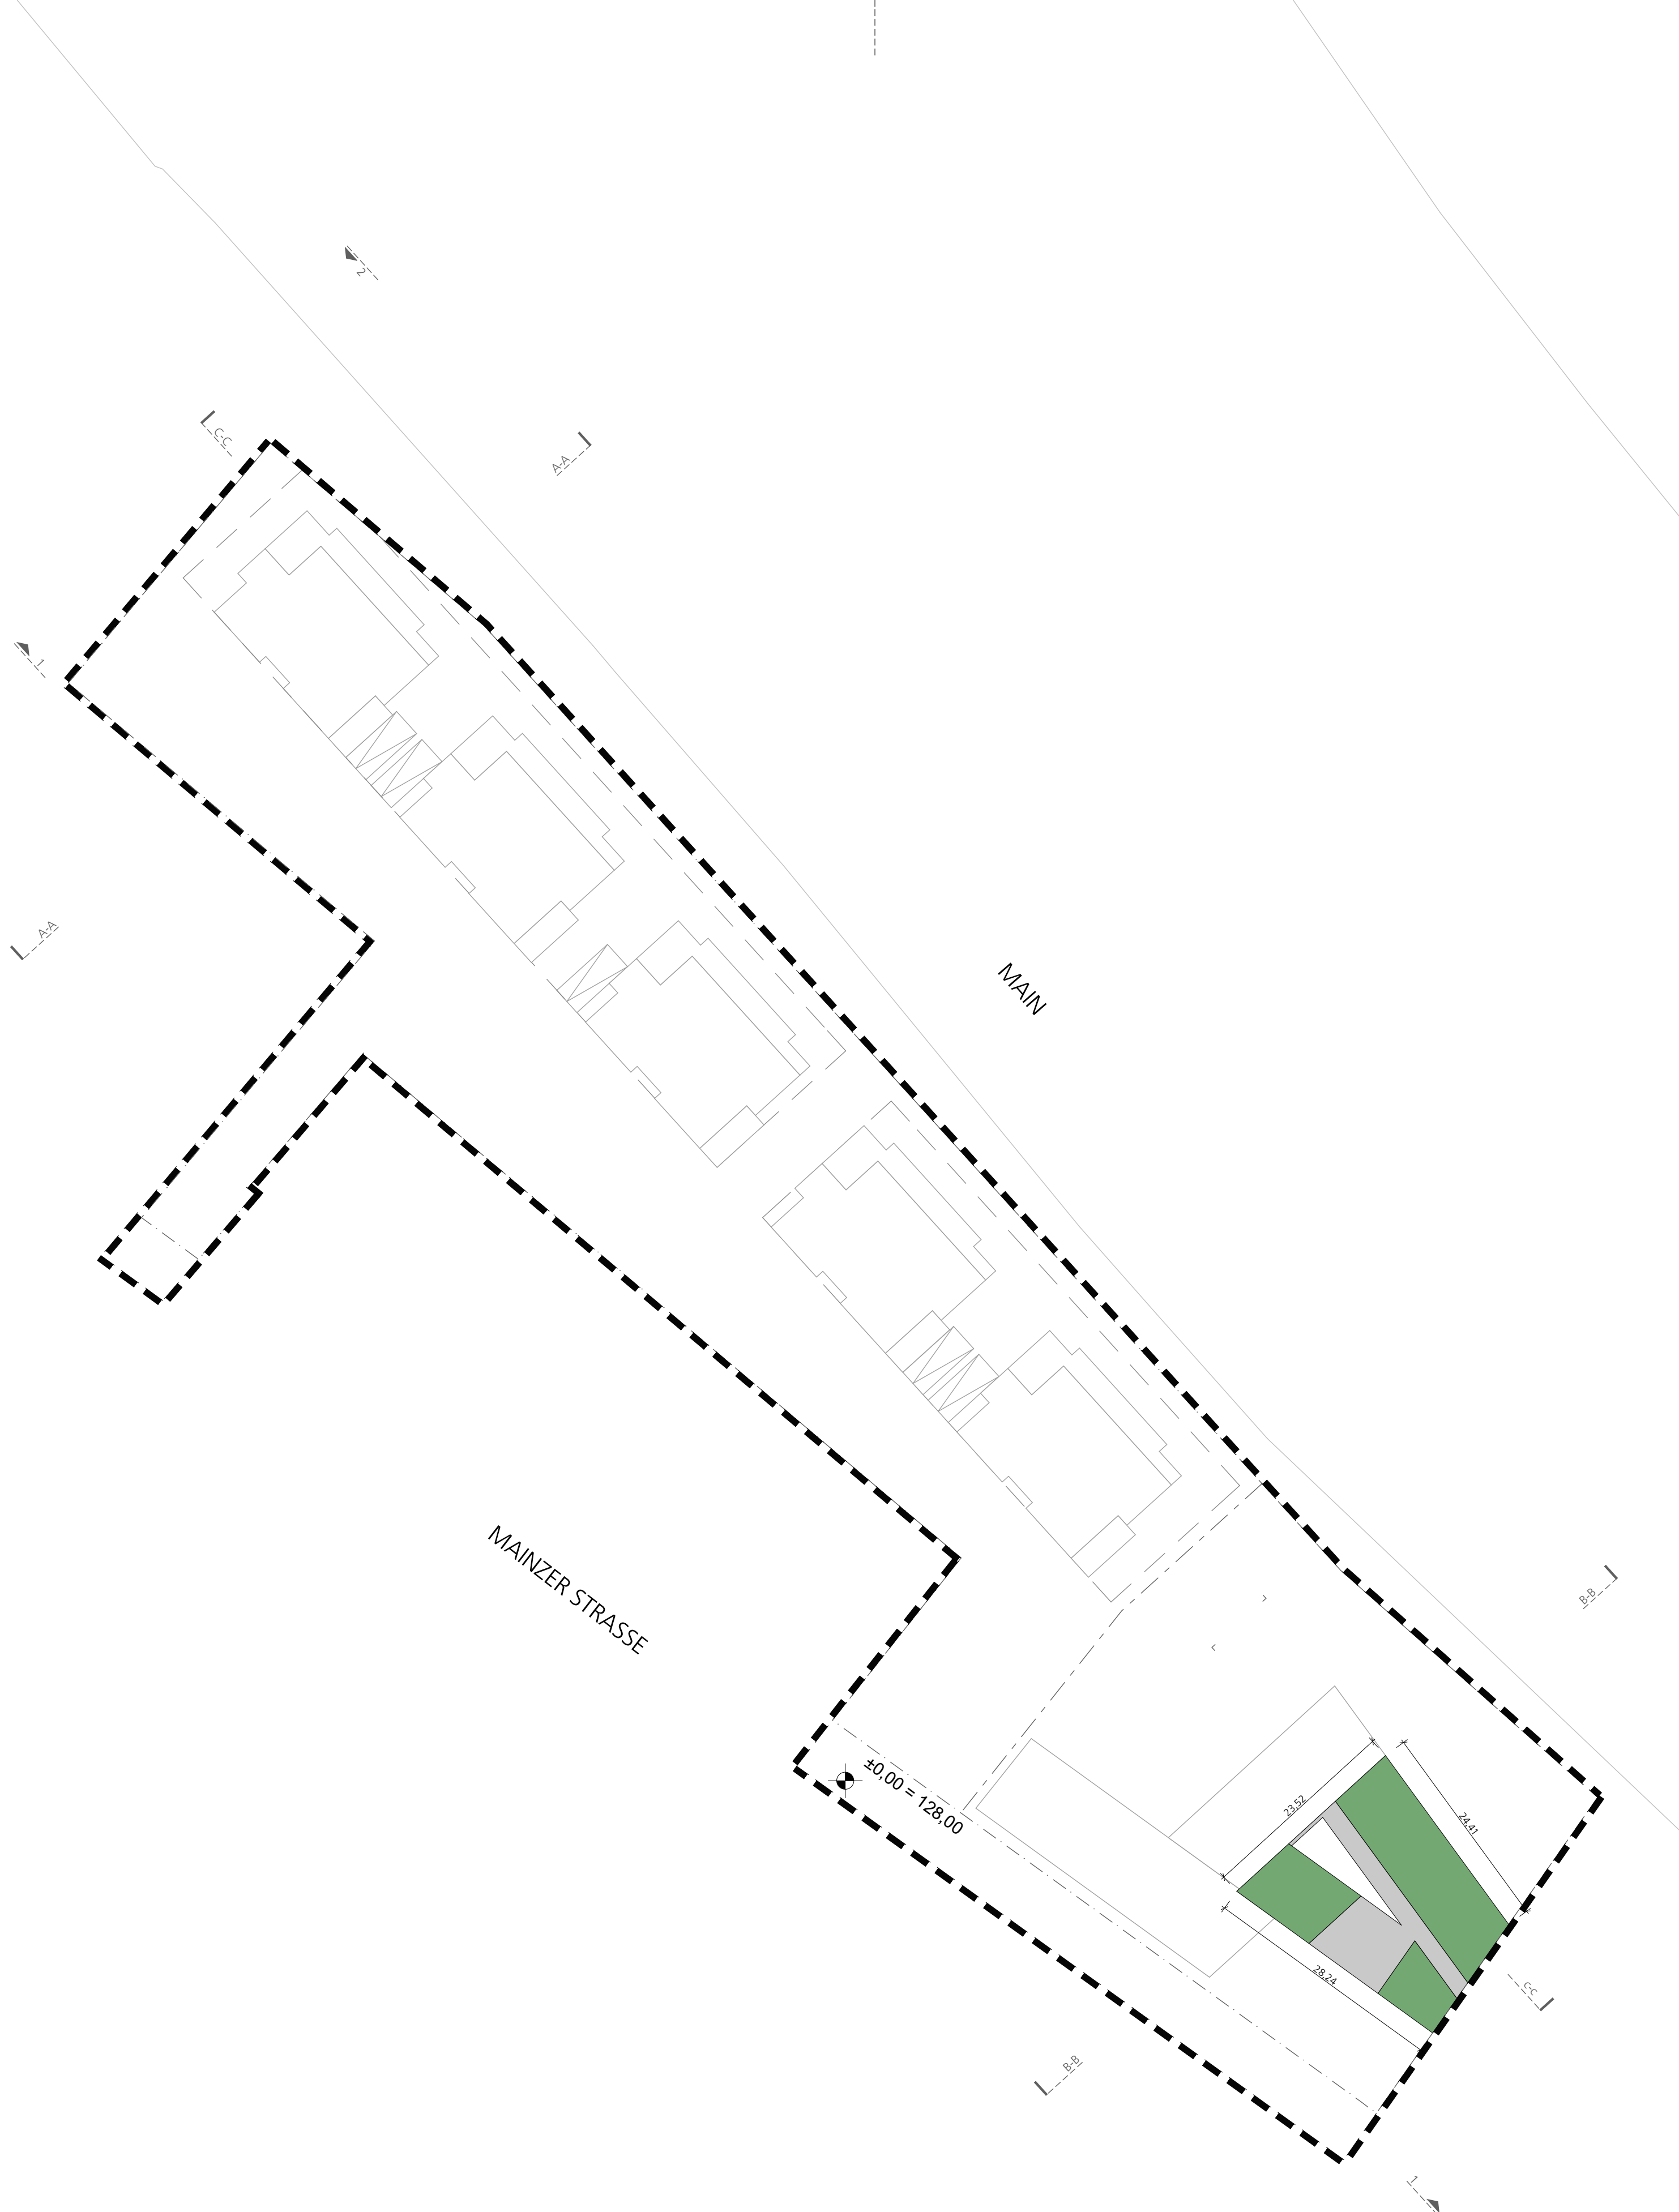 2
C-C
A-A
1
A-A
MAIN
MAINZER STRASSE
B-B
±0,00 = 128,00
23,52
24,41
28,24
C-C
B-B
1